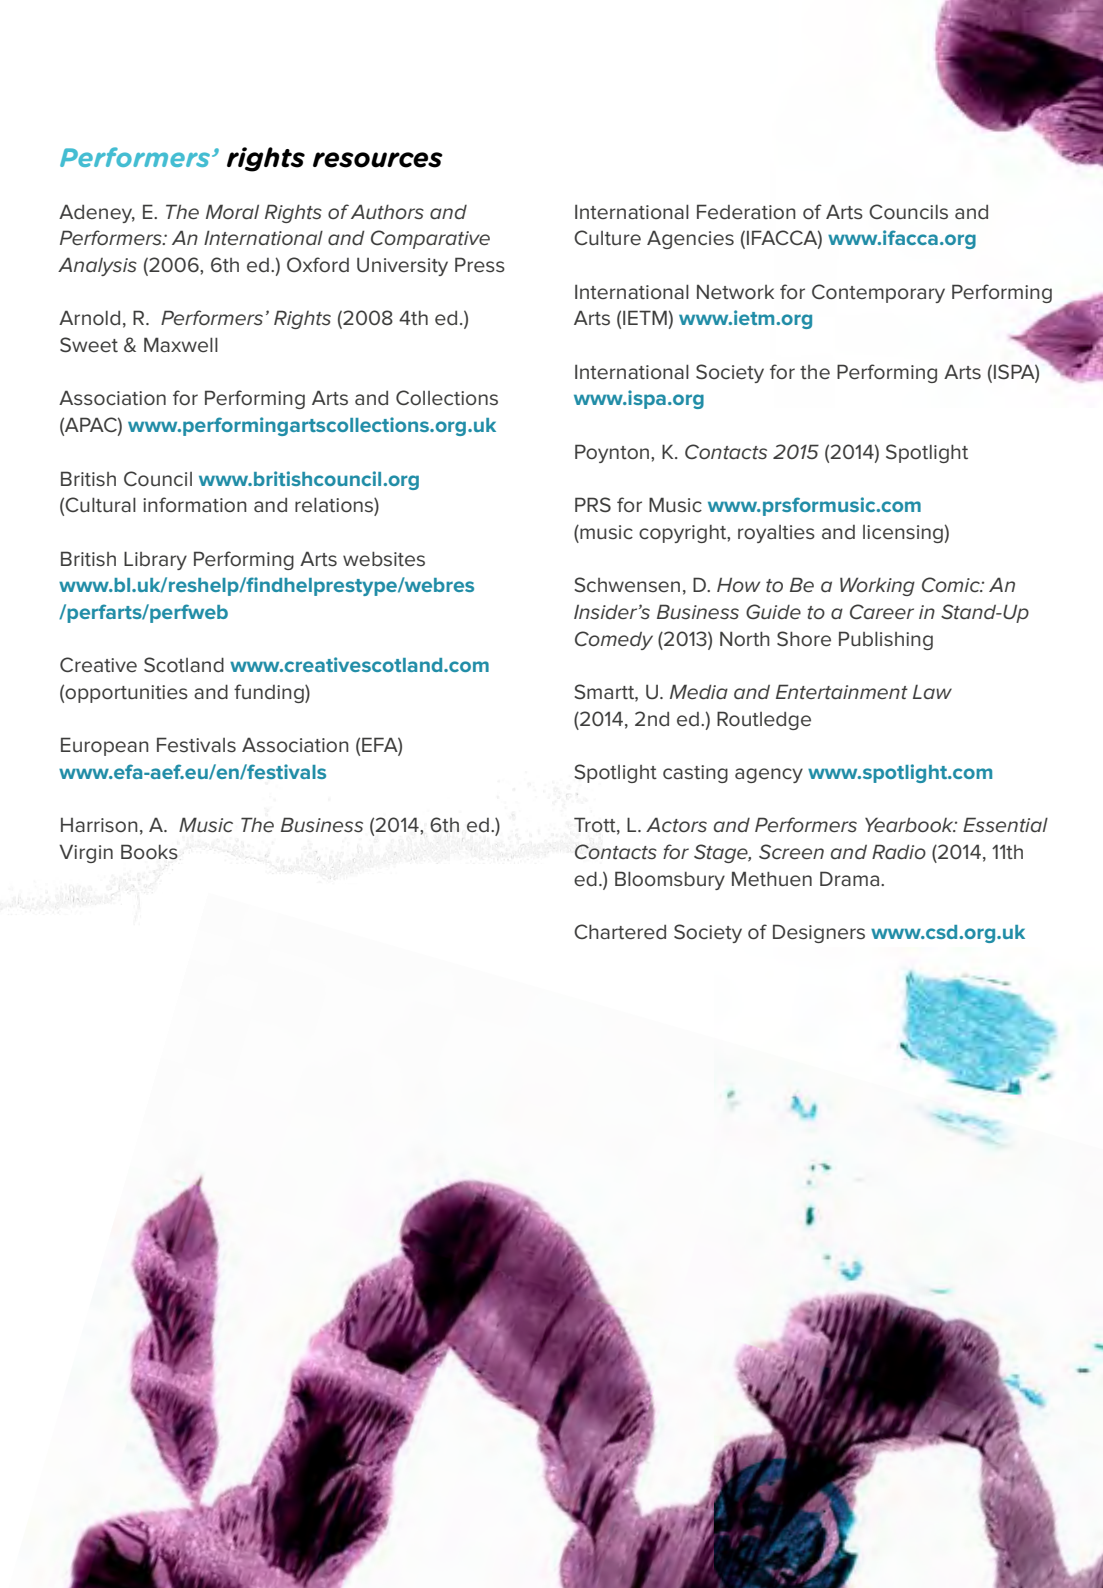 Performers’ rights resources
Adeney, E. The Moral Rights of Authors and
Performers: An International and Comparative
Analysis (2006, 6th ed.) Oxford University Press
Arnold, R. Performers’ Rights (2008 4th ed.)
Sweet & Maxwell
Association for Performing Arts and Collections
(APAC) www.performingartscollections.org.uk
British Council www.britishcouncil.org
(Cultural information and relations)
British Library Performing Arts websites
www.bl.uk/reshelp/findhelprestype/webres
/perfarts/perfweb
Creative Scotland www.creativescotland.com
(opportunities and funding)
European Festivals Association (EFA)
www.efa-aef.eu/en/festivals
Harrison, A. Music The Business (2014, 6th ed.)
Virgin Books
International Federation of Arts Councils and
Culture Agencies (IFACCA) www.ifacca.org
International Network for Contemporary Performing
Arts (IETM) www.ietm.org
International Society for the Performing Arts (ISPA)
www.ispa.org
Poynton, K. Contacts 2015 (2014) Spotlight
PRS for Music www.prsformusic.com
(music copyright, royalties and licensing)
Schwensen, D. How to Be a Working Comic: An
Insider’s Business Guide to a Career in Stand-Up
Comedy (2013) North Shore Publishing
Smartt, U. Media and Entertainment Law
(2014, 2nd ed.) Routledge
Spotlight casting agency www.spotlight.com
Trott, L. Actors and Performers Yearbook: Essential
Contacts for Stage, Screen and Radio (2014, 11th
ed.) Bloomsbury Methuen Drama.
Chartered Society of Designers www.csd.org.uk